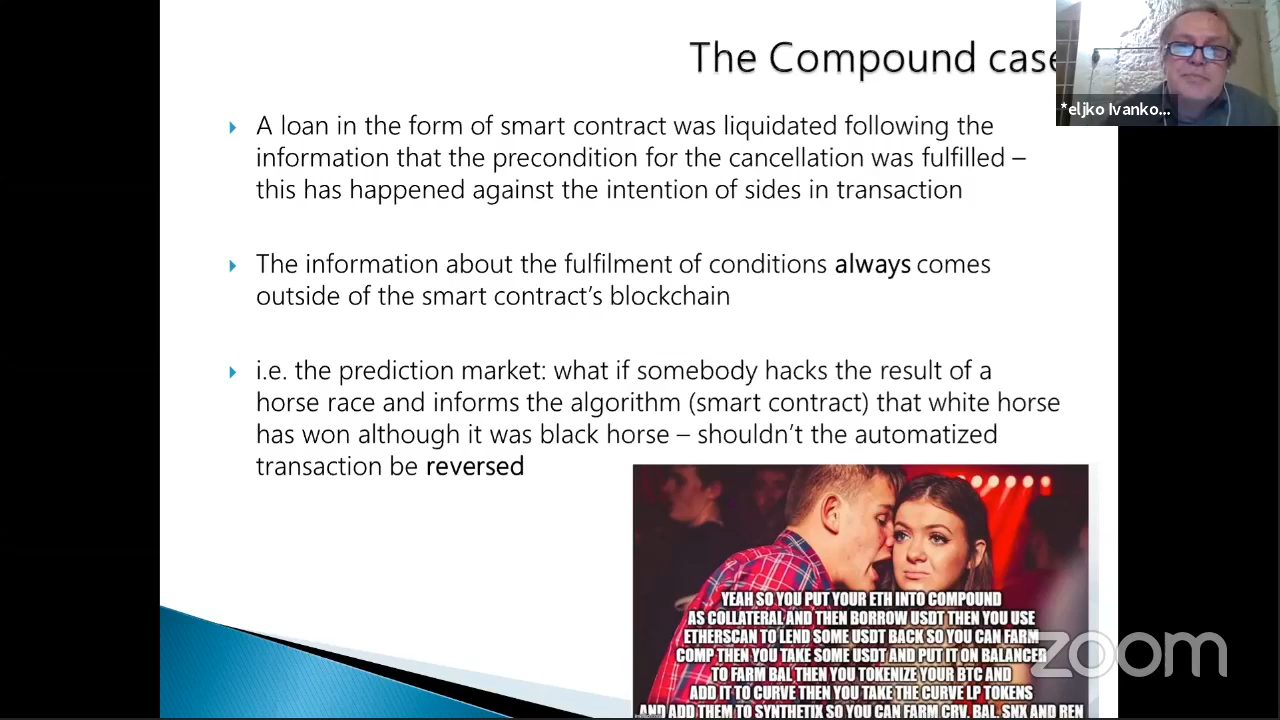 The Compound case
*eljko Ivanko...
A loan in the form of smart contract was liquidated following the
information that the precondition for the cancellation was fulfilled –
this has happened against the intention of sides in transaction
The information about the fulfilment of conditions always comes
outside of the smart contract's blockchain
i.e. the prediction market: what if somebody hacks the result of a
horse race and informs the algorithm (smart contract) that white horse
has won although it was black horse – shouldn't the automatized
transaction be reversed
YEAH SO YOU PUT YOUR ETH INTO COMPOUND
AS COLLATERAL AND THEN BORROW USDT THEN YOU USE
ETHERSCAN TO LEND SOME USDT BACK SO YOU CAN FARM
COMP THEN YOU TAKE SOME USDT AND PUT IT ON BALANCER
TO FARM BAL THEN YOU TOKENIZE YOUR BTC AND
ADD IT TO CURVE THEN YOU TAKE THE CURVE LP TOKENS
AND ADD THEM TO SYNTHETIX SO YOU CAN FARM CRV, BAL, SNX AND REN
zoom